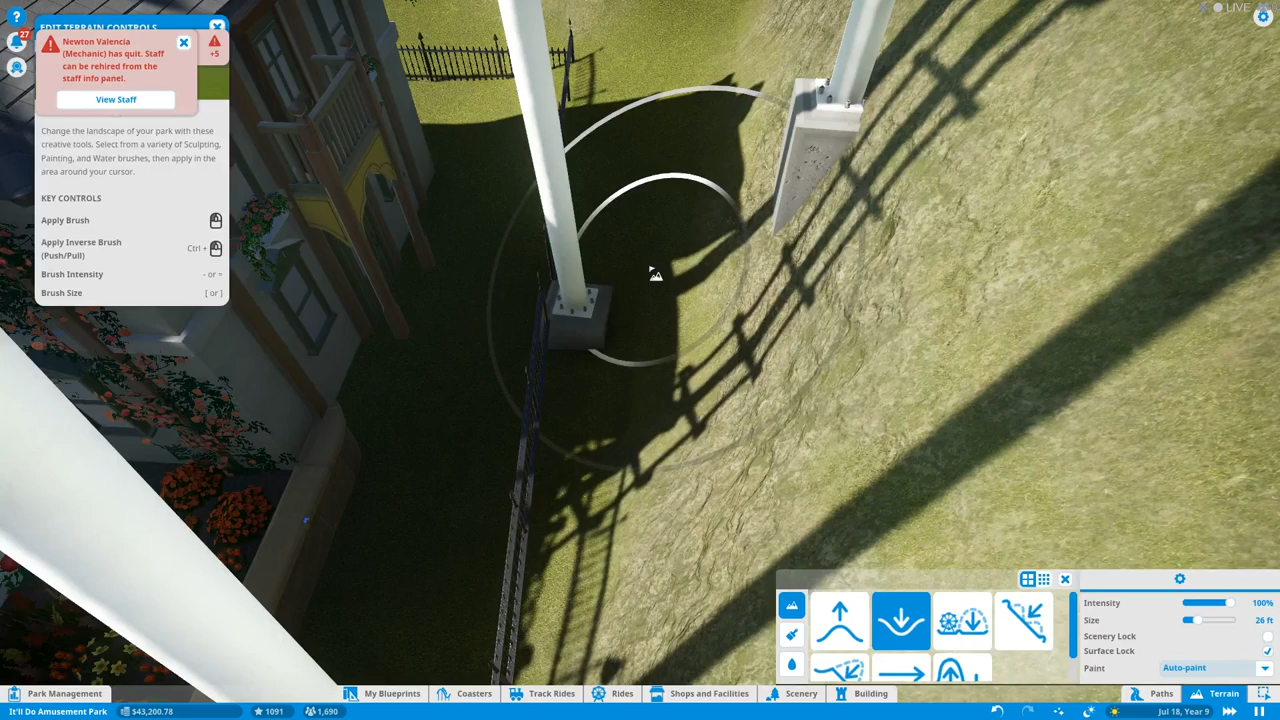 ?
EDIT TERRAIN CONTROLS
LIVE
27
Newton Valencia
(Mechanic) has quit. Staff
can be rehired from the
staff info panel.
+5
View Staff
Change the landscape of your park with these
creative tools. Select from a variety of Sculpting,
Painting, and Water brushes, then apply in the
area around your cursor.
KEY CONTROLS
Apply Brush
Apply Inverse Brush
(Push/Pull)
Ctrl +
Brush Intensity
- or =
Brush Size
[ or ]
Intensity
100%
Size
26 ft
Scenery Lock
Surface Lock
Paint
Auto-paint
Park Management
My Blueprints
Coasters
Track Rides
Rides
Shops and Facilities
Scenery
Building
Paths
Terrain
It'll Do Amusement Park
$43,200.78
1091
1,690
Jul 18, Year 9